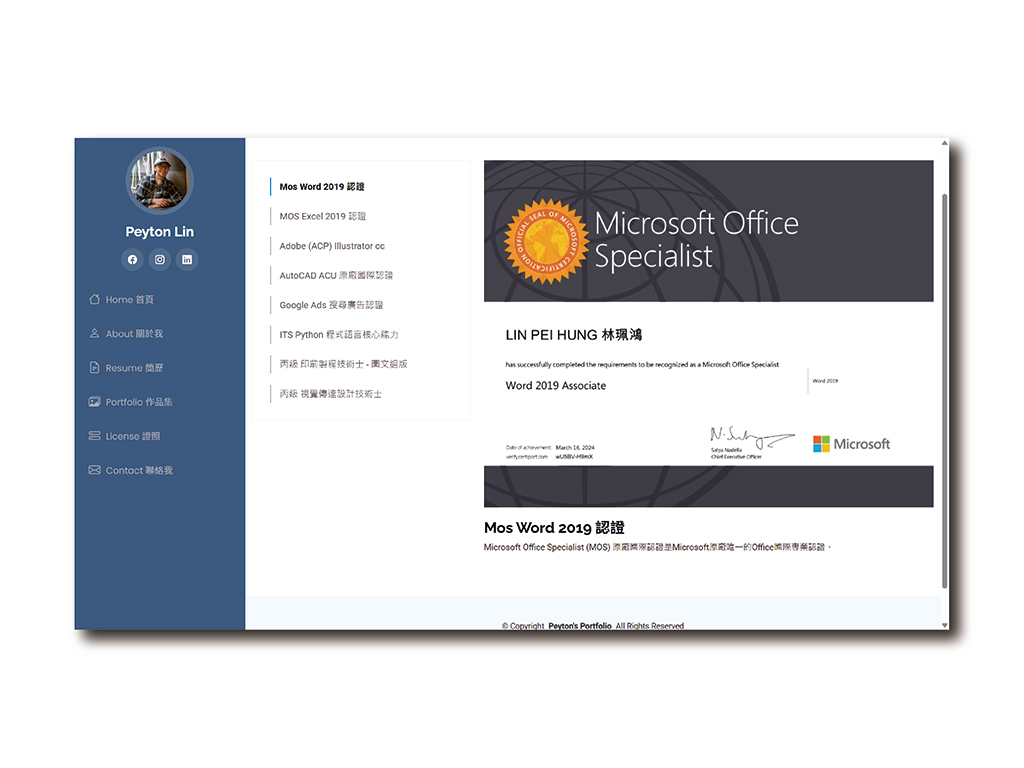 Peyton Lin
Home 首頁
About 關於我
Resume 簡歷
Portfolio 作品集
License 證照
Contact 聯絡我
Mos Word 2019 認證
MOS Excel 2019 認證
Adobe (ACP) Illustrator cc
AutoCAD ACU 原廠國際認證
Google Ads 搜尋廣告認證
ITS Python 程式語言核心能力
丙級 印前製程技術士 - 圖文組版
丙級 視覺傳達設計技術士
OFFICIAL SEAL OF MICROSOFT CERTIFICATION
Microsoft Office
Specialist
LIN PEI HUNG 林珮鴻
has successfully completed the requirements to be recognized as a Microsoft Office Specialist
Word 2019 Associate
Word 2019
Date of achievement: March 16, 2024
verify.certiport.com
Satya Nadella
Chief Executive Officer
Microsoft
Mos Word 2019 認證
Microsoft Office Specialist (MOS) 原廠國際認證是Microsoft原廠唯一的Office國際專業認證。
© Copyright Peyton's Portfolio All Rights Reserved